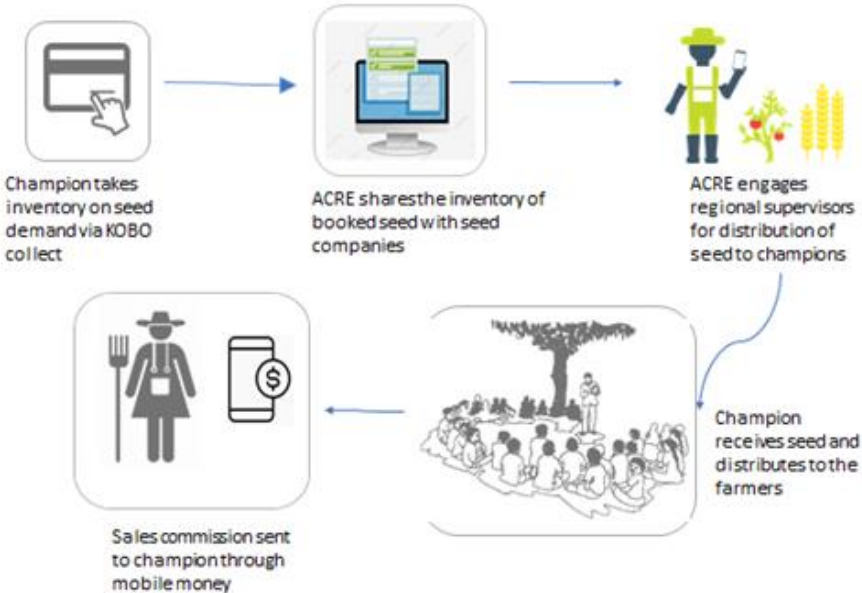 Champion takes
inventory on seed
demand via KOBO
collect
ACRE shares the inventory of
booked seed with seed
companies
ACRE engages
regional supervisors
for distribution of
seed to champions
Champion
receives seed and
distributes to the
farmers
$
Sales commission sent
to champion through
mobile money